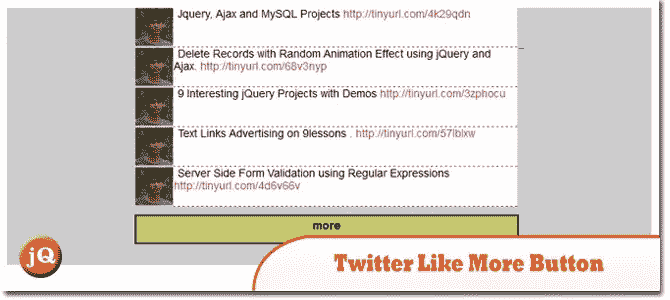 Jquery, Ajax and MySQL Projects http://tinyurl.com/4k29qdn
Delete Records with Random Animation Effect using jQuery and
Ajax. http://tinyurl.com/68v3nyp
9 Interesting jQuery Projects with Demos http://tinyurl.com/3zphocu
Text Links Advertising on 9lessons . http://tinyurl.com/57lblxw
Server Side Form Validation using Regular Expressions
http://tinyurl.com/4d6v66v
more
jQ
Twitter Like More Button